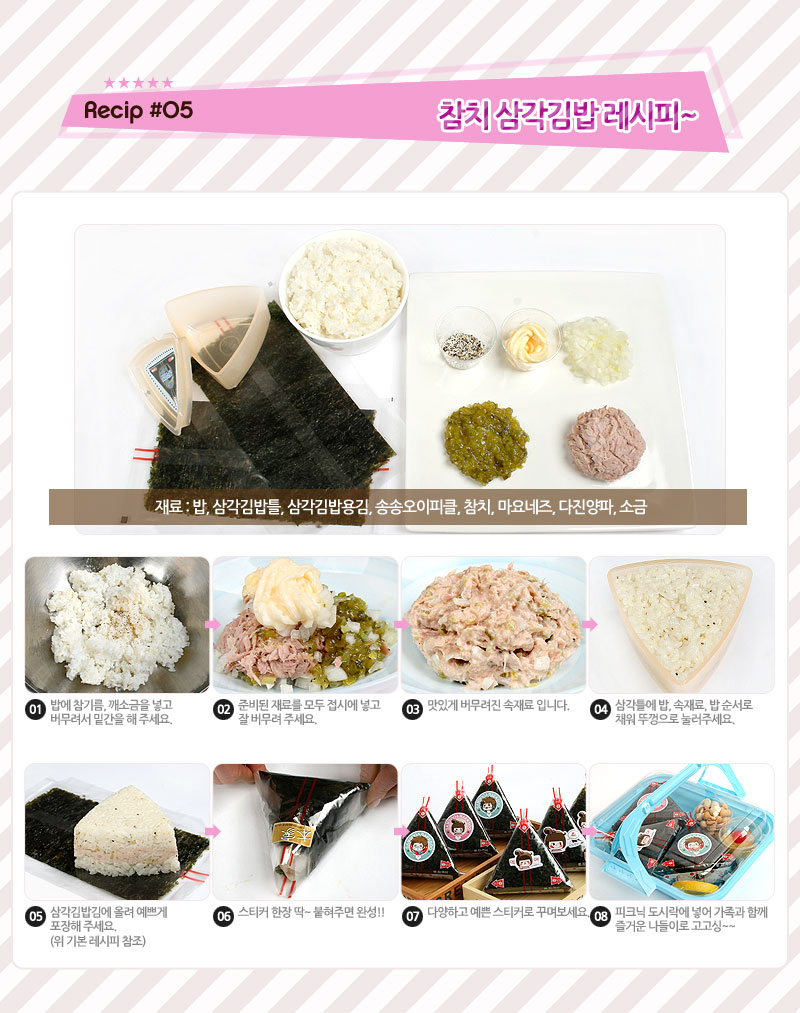 Recip #05
참치 삼각김밥 레시피~
재료 : 밥, 삼각김밥틀, 삼각김밥용김, 송송오이피클, 참치, 마요네즈, 다진양파, 소금
01 밥에 참기름, 깨소금을 넣고
버무려서 밑간을 해 주세요.
02 준비된 재료를 모두 접시에 넣고
잘 버무려 주세요.
03 맛있게 버무려진 속재료 입니다.
04 삼각틀에 밥, 속재료, 밥 순서로
채워 뚜껑으로 눌러주세요.
05 삼각김밥김에 올려 예쁘게
포장해 주세요.
(위 기본 레시피 참조)
06 스티커 한장 딱~ 붙혀주면 완성!!
07 다양하고 예쁜 스티커로 꾸며보세요.
08 피크닉 도시락에 넣어 가족과 함께
즐거운 나들이로 고고싱~~